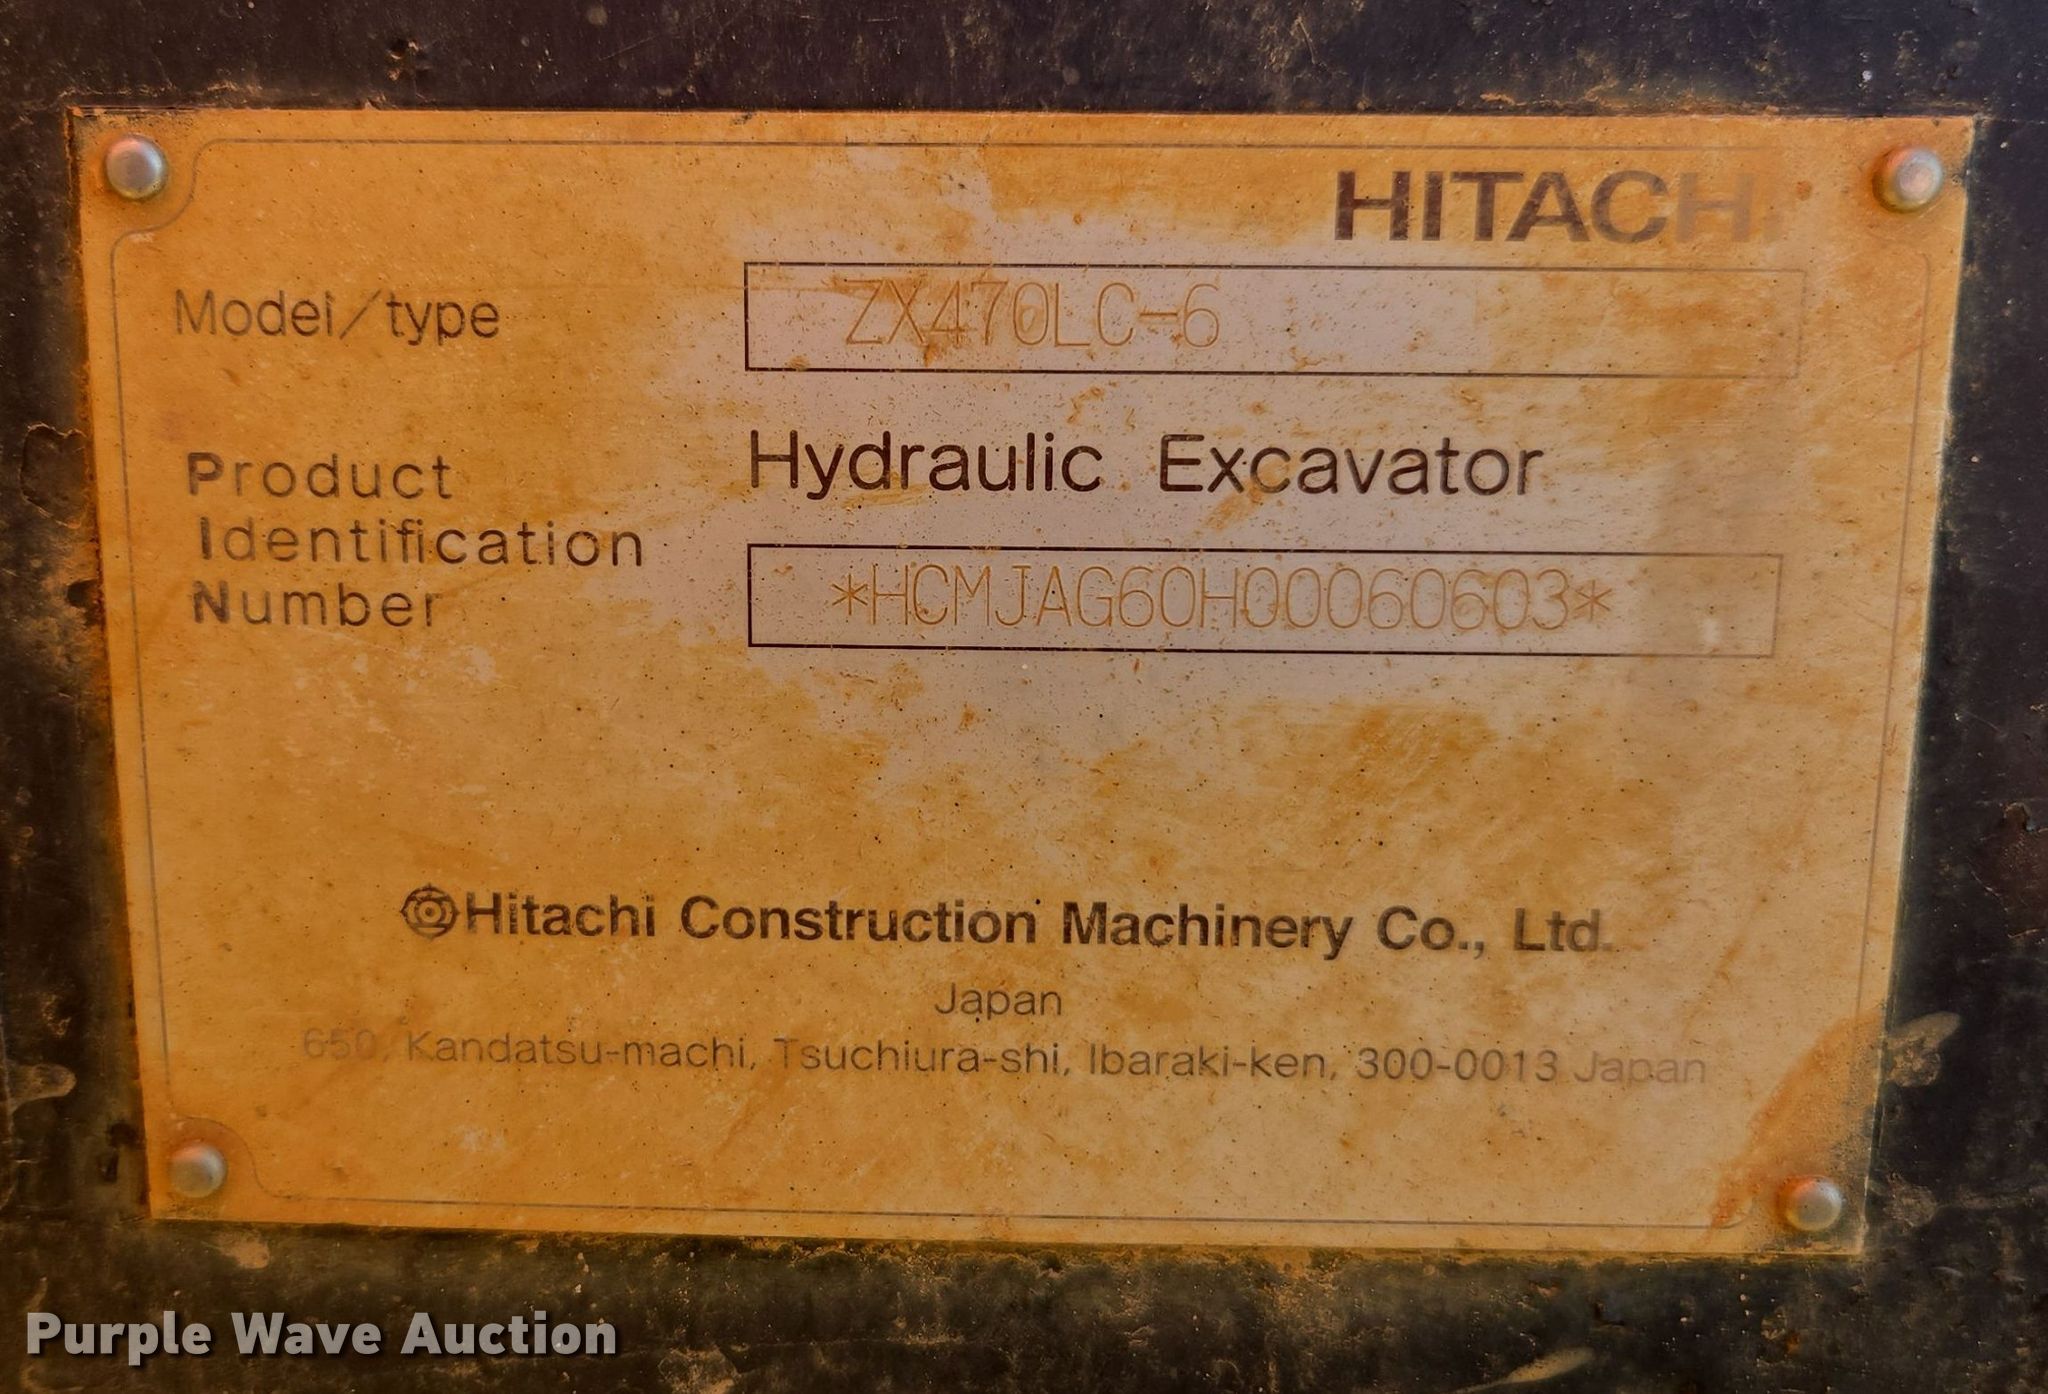 HITACHI
Model/type ZX470LC-6
Hydraulic Excavator
Product
Identification
Number *HCMJAG60H00060603*
Hitachi Construction Machinery Co., Ltd.
Japan
650, Kandatsu-machi, Tsuchiura-shi, Ibaraki-ken, 300-0013 Japan
Purple Wave Auction